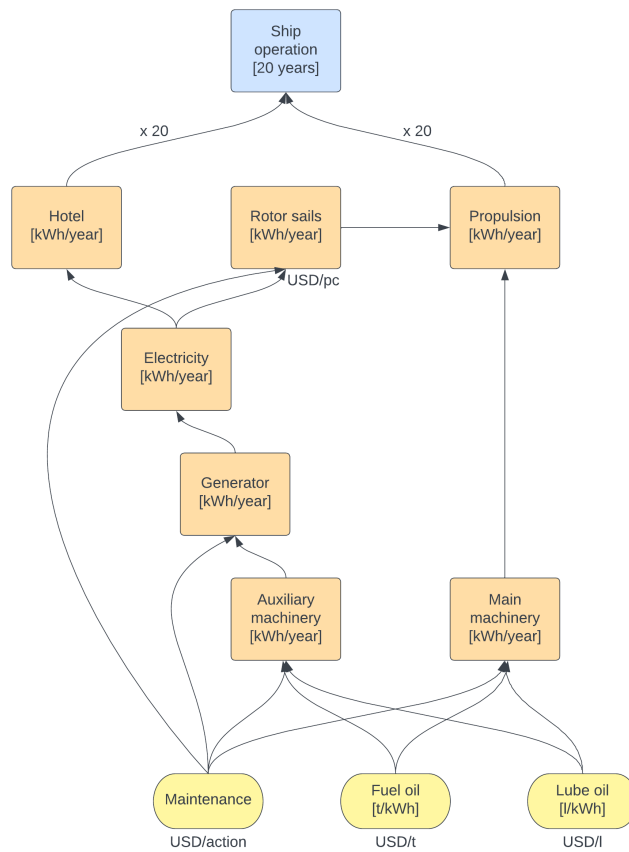 Ship
operation
[20 years]
x 20
x 20
Hotel
[kWh/year]
Rotor sails
[kWh/year]
Propulsion
[kWh/year]
USD/pc
Electricity
[kWh/year]
Generator
[kWh/year]
Auxiliary
machinery
[kWh/year]
Main
machinery
[kWh/year]
Maintenance
Fuel oil
[t/kWh]
Lube oil
[l/kWh]
USD/action
USD/t
USD/l